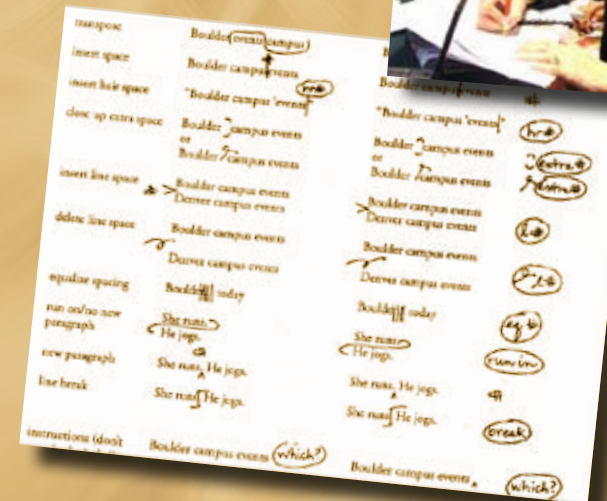 transpose Boulder events campus B
insert space Boulder campus events Boulder campus events #
insert hair space "Boulder campus 'events' hr# "Boulder campus 'events' hr#
close up extra space Boulder campus events Boulder campus events extra #
or or
Boulder campus events Boulder campus events extra #
insert line space # Boulder campus events Boulder campus events l#
Denver campus events Denver campus events
delete line space Boulder campus events Boulder campus events
Denver campus events Denver campus events l#
equalize spacing Boulder today Boulder today eq #
run on/no new She runs. She runs. run in
paragraph He jogs. He jogs.
new paragraph ¶ She runs. He jogs. She runs. He jogs. ¶
line break She runs He jogs. She runs He jogs. break
instructions (don't Boulder campus events which? Boulder campus events which?